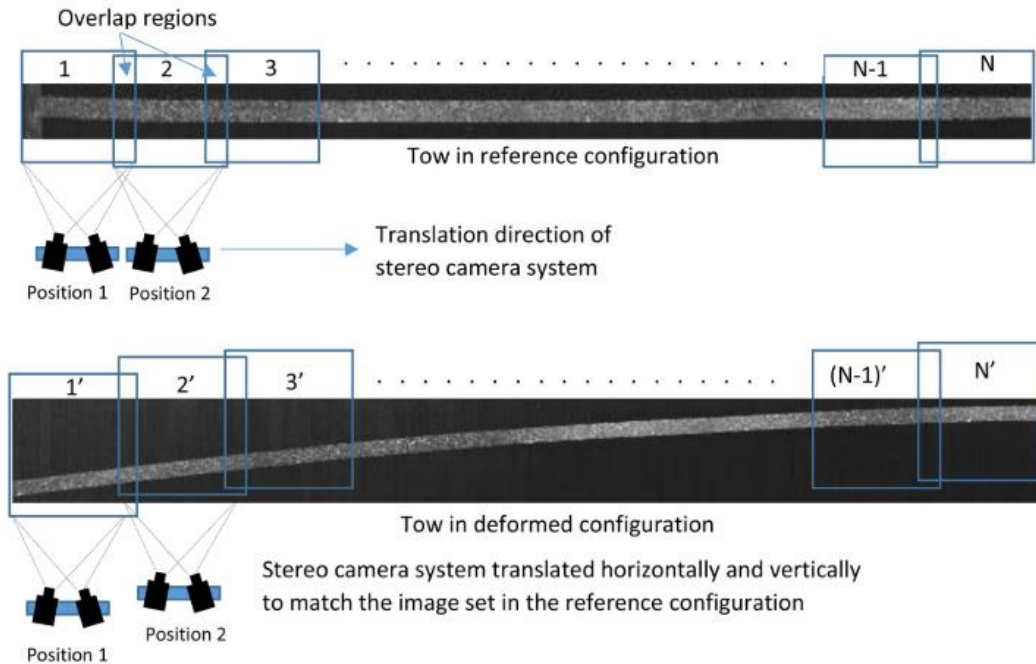 Overlap regions
1 2 3 . . . . . . . . . . . . . . . . . . . . N-1 N
Tow in reference configuration
Translation direction of
stereo camera system
Position 1 Position 2
1’ 2’ 3’ . . . . . . . . . . . . . . . . . . . . (N-1)’ N’
Tow in deformed configuration
Stereo camera system translated horizontally and vertically
to match the image set in the reference configuration
Position 2
Position 1